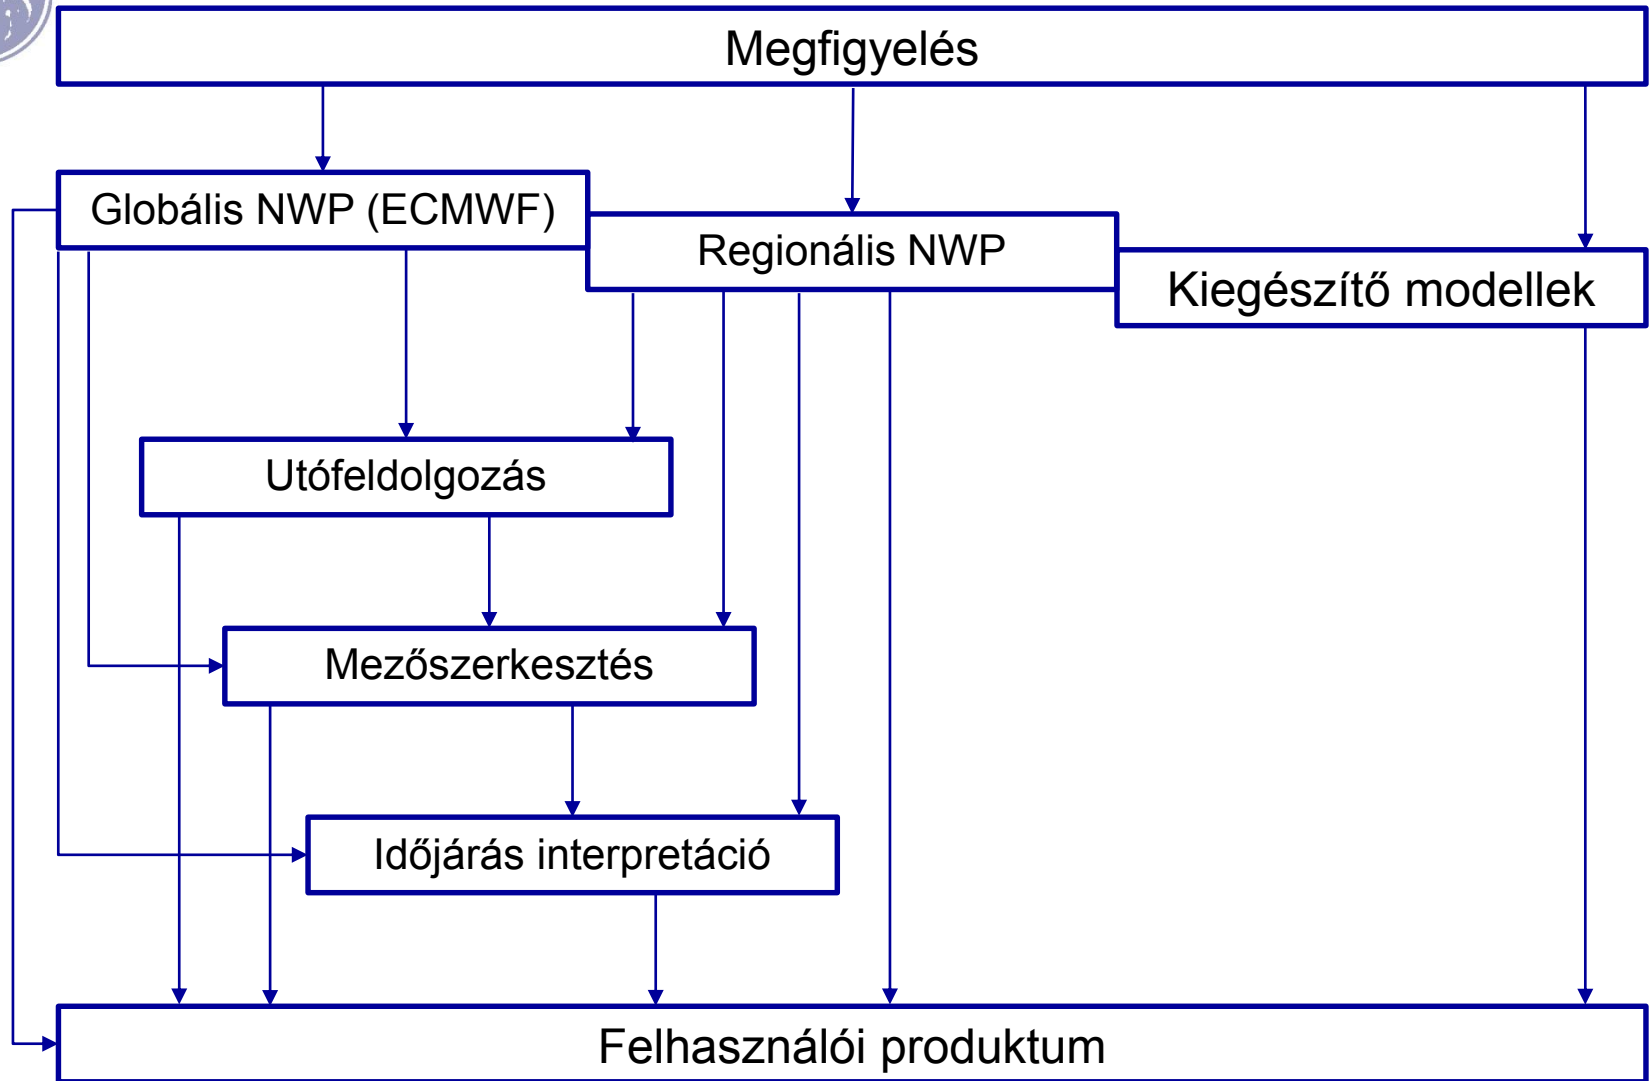 Megfigyelés
Globális NWP (ECMWF)
Regionális NWP
Kiegészítő modellek
Utófeldolgozás
Mezőszerkesztés
Időjárás interpretáció
Felhasználói produktum